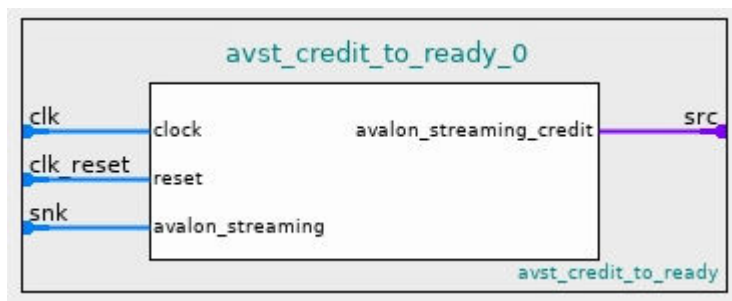 avst_credit_to_ready_0
clk
clock
avalon_streaming_credit
src
clk_reset
reset
snk
avalon_streaming
avst_credit_to_ready